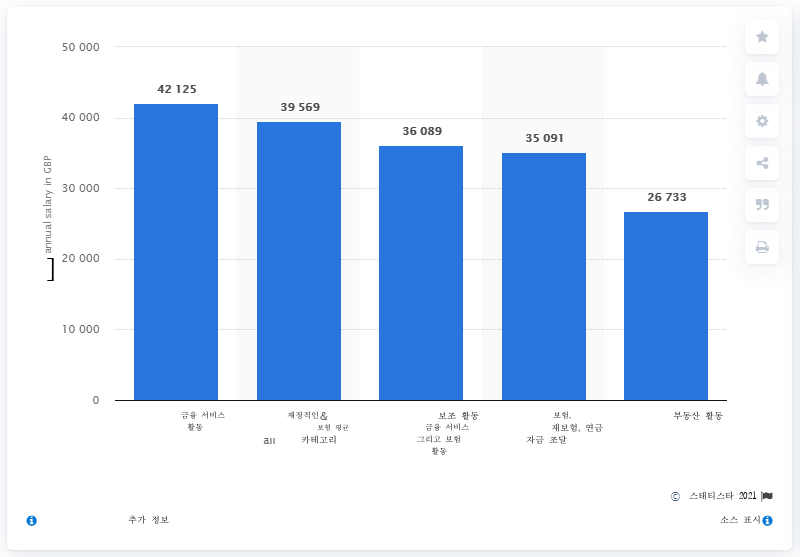 50 000
42 125
39 569
40 000
36 089
35 091
30 000
26 733
annual salary in GBP
20 000
10 000
0
금융 서비스
활동
재정적인&
보험 평균
all 카테고리
보조 활동
금융 서비스
그리고 보험
활동
보험,
재보험, 연금
자금 조달
부동산 활동
© 스태티스타 2021
추가 정보
소스 표시